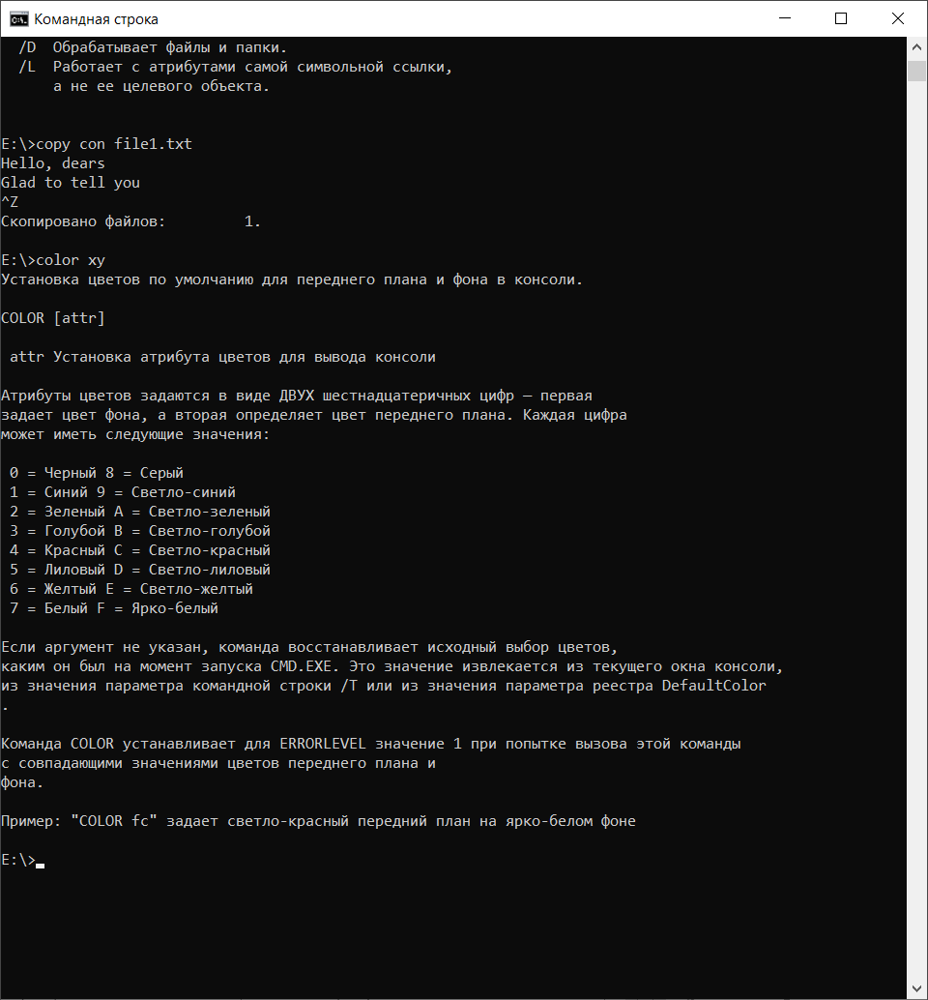 Командная строка
/D  Обрабатывает файлы и папки.
/L  Работает с атрибутами самой символьной ссылки,
а не ее целевого объекта.
E:\>copy con file1.txt
Hello, dears
Glad to tell you
^Z
Скопировано файлов:         1.
E:\>color xy
Установка цветов по умолчанию для переднего плана и фона в консоли.
COLOR [attr]
attr Установка атрибута цветов для вывода консоли
Атрибуты цветов задаются в виде ДВУХ шестнадцатеричных цифр — первая
задает цвет фона, а вторая определяет цвет переднего плана. Каждая цифра
может иметь следующие значения:
0 = Черный 8 = Серый
1 = Синий 9 = Светло-синий
2 = Зеленый A = Светло-зеленый
3 = Голубой B = Светло-голубой
4 = Красный C = Светло-красный
5 = Лиловый D = Светло-лиловый
6 = Желтый E = Светло-желтый
7 = Белый F = Ярко-белый
Если аргумент не указан, команда восстанавливает исходный выбор цветов,
каким он был на момент запуска CMD.EXE. Это значение извлекается из текущего окна консоли,
из значения параметра командной строки /T или из значения параметра реестра DefaultColor
.
Команда COLOR устанавливает для ERRORLEVEL значение 1 при попытке вызова этой команды
с совпадающими значениями цветов переднего плана и
фона.
Пример: "COLOR fc" задает светло-красный передний план на ярко-белом фоне
E:\>